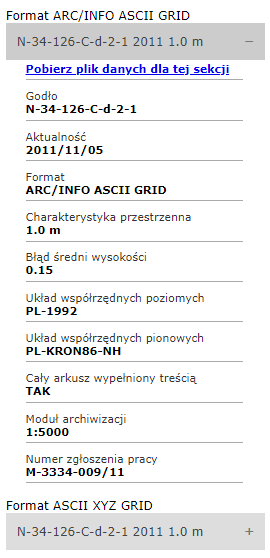 Format ARC/INFO ASCII GRID
N-34-126-C-d-2-1 2011 1.0 m −
Pobierz plik danych dla tej sekcji
Godło
N-34-126-C-d-2-1
Aktualność
2011/11/05
Format
ARC/INFO ASCII GRID
Charakterystyka przestrzenna
1.0 m
Błąd średni wysokości
0.15
Układ współrzędnych poziomych
PL-1992
Układ współrzędnych pionowych
PL-KRON86-NH
Cały arkusz wypełniony treścią
TAK
Moduł archiwizacji
1:5000
Numer zgłoszenia pracy
M-3334-009/11
Format ASCII XYZ GRID
N-34-126-C-d-2-1 2011 1.0 m +